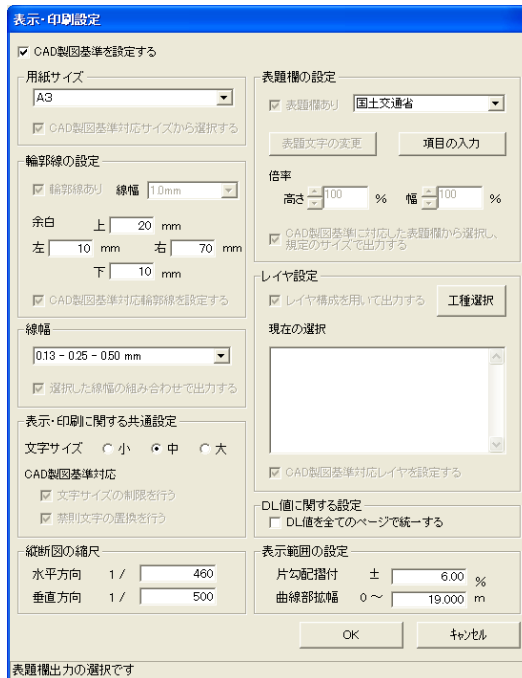 表示・印刷設定
CAD製図基準を設定する
用紙サイズ
A3
CAD製図基準対応サイズから選択する
輪郭線の設定
輪郭線あり 線幅 1.0mm
余白 上 20 mm
左 10 mm 右 70 mm
下 10 mm
CAD製図基準対応輪郭線を設定する
線幅
0.13 - 0.25 - 0.50 mm
選択した線幅の組み合わせで出力する
表示・印刷に関する共通設定
文字サイズ 小 中 大
CAD製図基準対応
文字サイズの制限を行う
禁則文字の置換を行う
縦断図の縮尺
水平方向 1 / 460
垂直方向 1 / 500
表題欄の設定
表題欄あり 国土交通省
表題文字の変更 項目の入力
倍率
高さ 100 % 幅 100 %
CAD製図基準に対応した表題欄から選択し、
規定のサイズで出力する
レイヤ設定
レイヤ構成を用いて出力する 工種選択
現在の選択
CAD製図基準対応レイヤを設定する
DL値に関する設定
DL値を全てのページで統一する
表示範囲の設定
片勾配摺付 ± 6.00 %
曲線部拡幅 0 ～ 19.000 m
OK キャンセル
表題欄出力の選択です